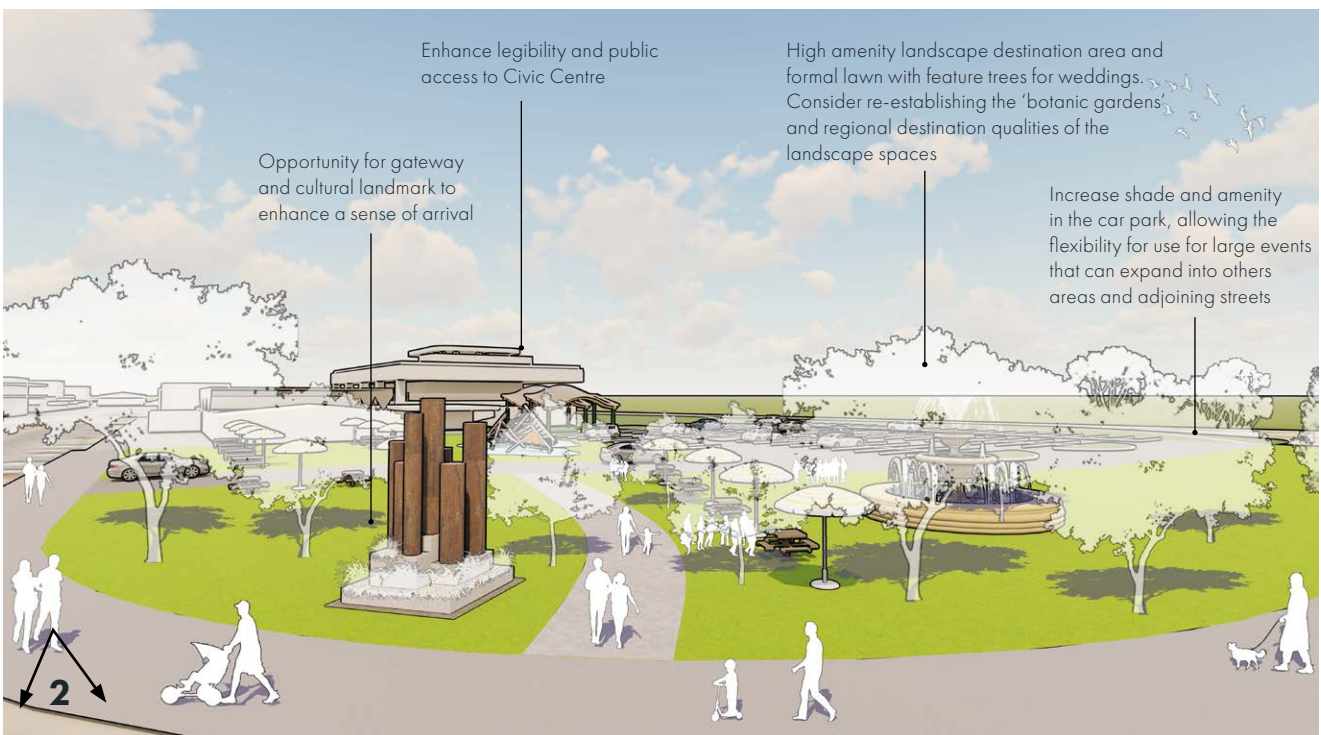 Enhance legibility and public
access to Civic Centre
High amenity landscape destination area and
formal lawn with feature trees for weddings.
Consider re-establishing the ‘botanic gardens’
and regional destination qualities of the
landscape spaces
Opportunity for gateway
and cultural landmark to
enhance a sense of arrival
Increase shade and amenity
in the car park, allowing the
flexibility for use for large events
that can expand into others
areas and adjoining streets
2